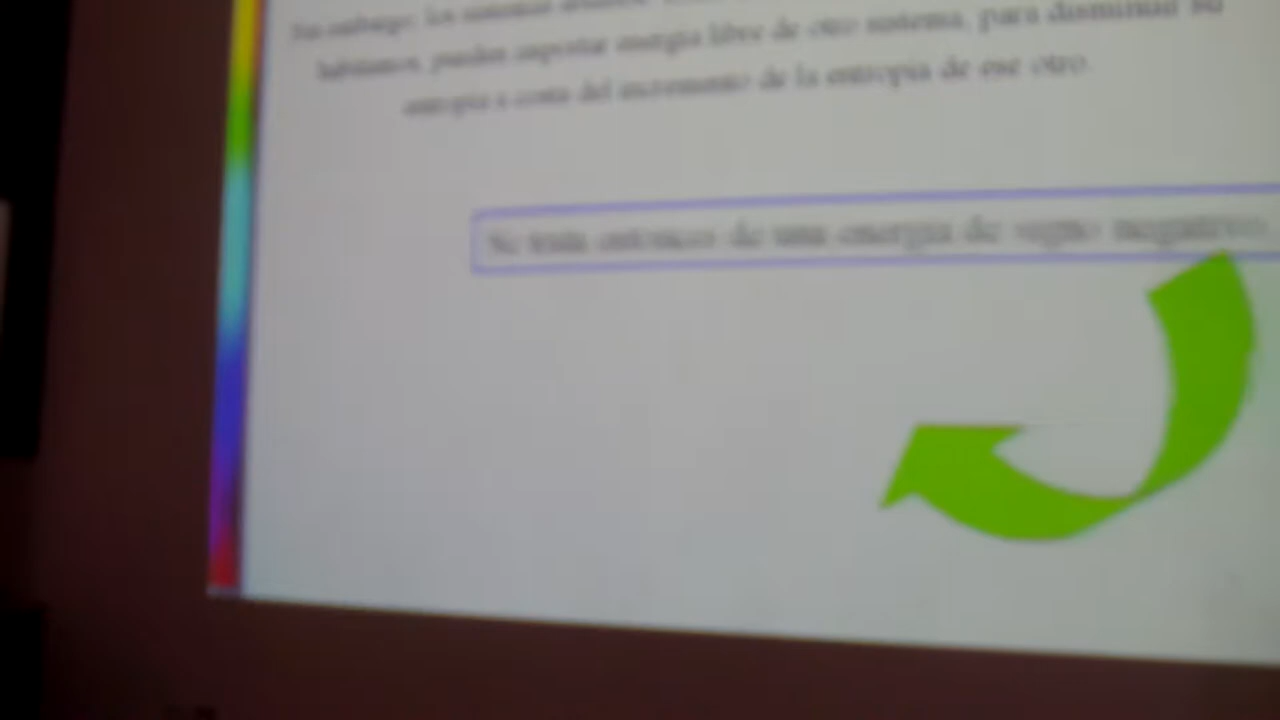 Sin embargo, los sistemas
pueden importar energía libre de otro sistema, para disminuir su
entropía a costa del incremento de la entropía de ese otro.
Se trata entonces de una energía de signo negativo